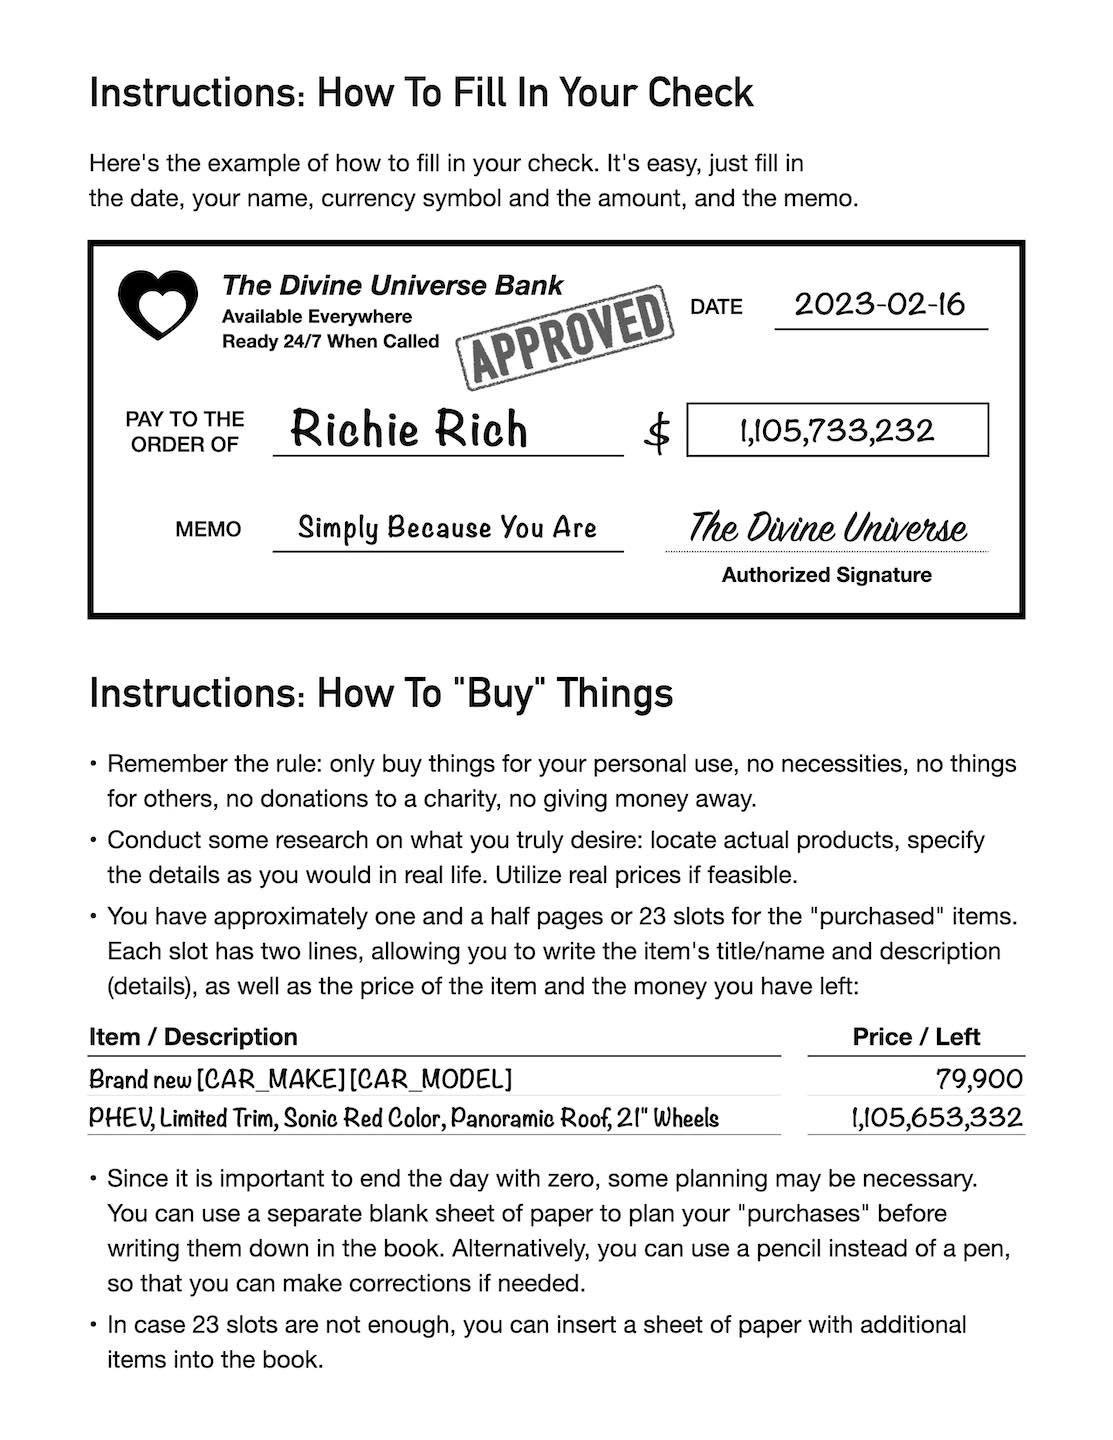 Instructions: How To Fill In Your Check
Here's the example of how to fill in your check. It's easy, just fill in
the date, your name, currency symbol and the amount, and the memo.
The Divine Universe Bank
Available Everywhere
Ready 24/7 When Called
APPROVED
DATE 2023-02-16
PAY TO THE
ORDER OF
Richie Rich
$ 1,105,733,232
MEMO Simply Because You Are
The Divine Universe
Authorized Signature
Instructions: How To "Buy" Things
• Remember the rule: only buy things for your personal use, no necessities, no things
for others, no donations to a charity, no giving money away.
• Conduct some research on what you truly desire: locate actual products, specify
the details as you would in real life. Utilize real prices if feasible.
• You have approximately one and a half pages or 23 slots for the "purchased" items.
Each slot has two lines, allowing you to write the item's title/name and description
(details), as well as the price of the item and the money you have left:
Item / Description Price / Left
Brand new [CAR_MAKE] [CAR_MODEL] 79,900
PHEV, Limited Trim, Sonic Red Color, Panoramic Roof, 21" Wheels 1,105,653,332
• Since it is important to end the day with zero, some planning may be necessary.
You can use a separate blank sheet of paper to plan your "purchases" before
writing them down in the book. Alternatively, you can use a pencil instead of a pen,
so that you can make corrections if needed.
• In case 23 slots are not enough, you can insert a sheet of paper with additional
items into the book.